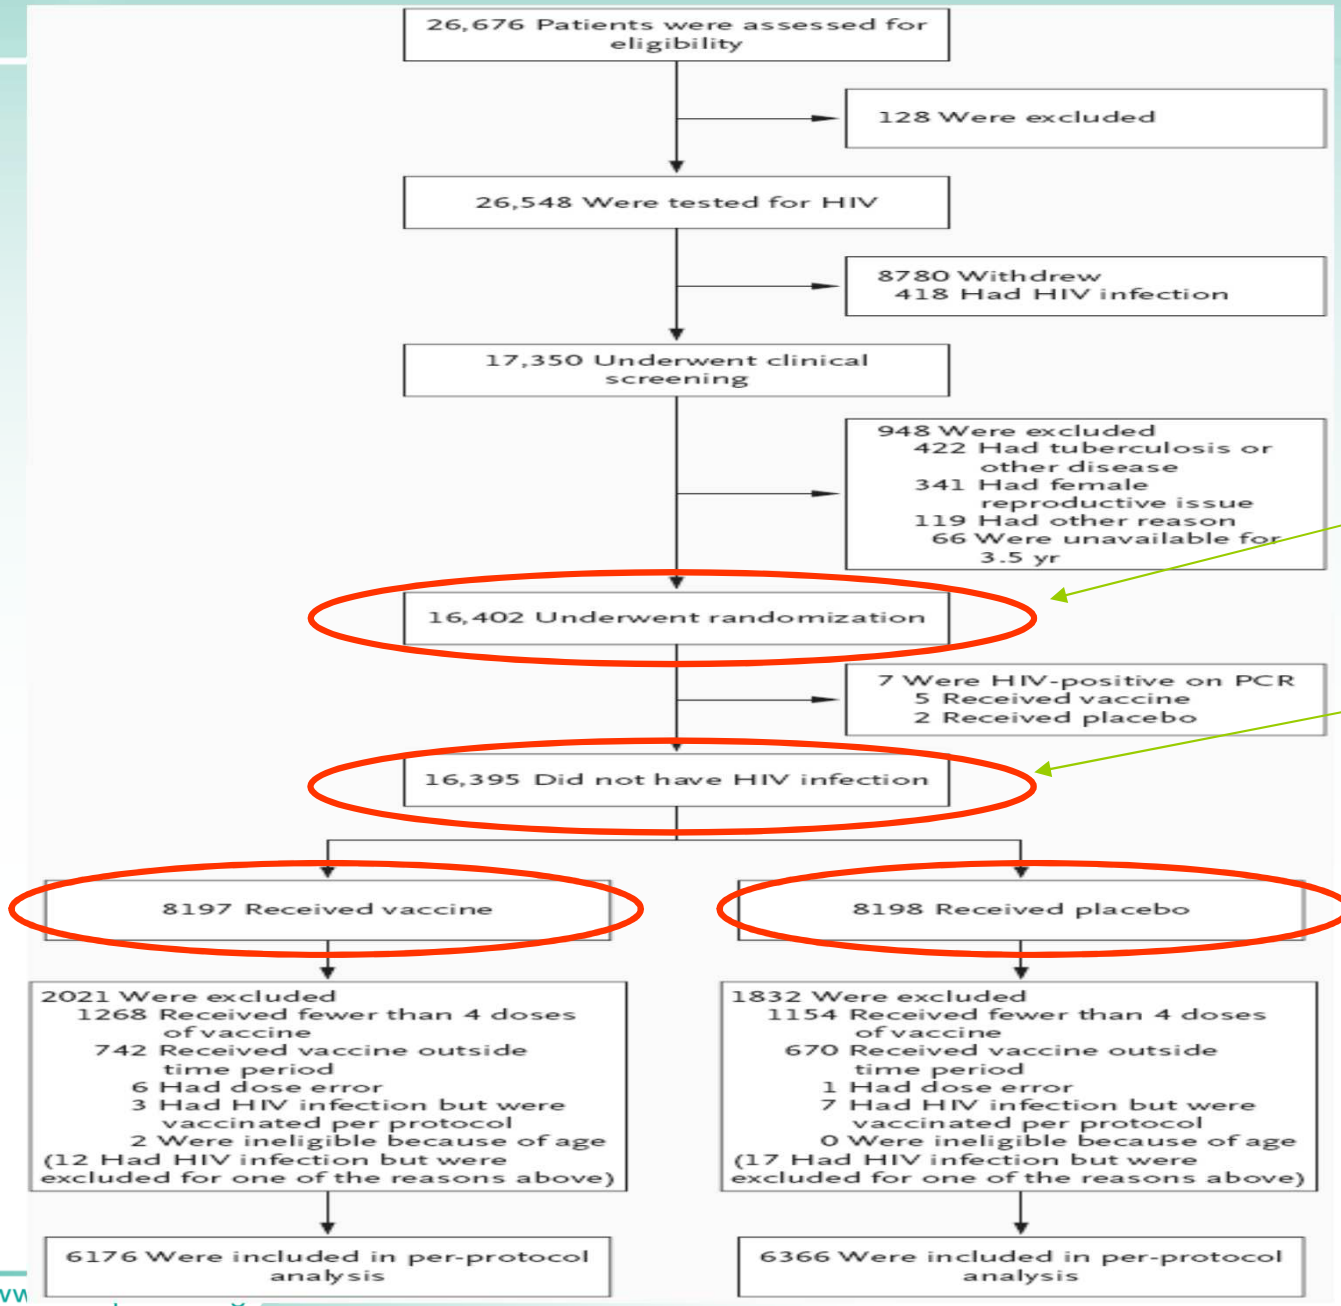 26,676 Patients were assessed for
eligibility
128 Were excluded
26,548 Were tested for HIV
8780 Withdrew
418 Had HIV infection
17,350 Underwent clinical
screening
948 Were excluded
422 Had tuberculosis or
other disease
341 Had female
reproductive issue
119 Had other reason
66 Were unavailable for
3.5 yr
16,402 Underwent randomization
7 Were HIV-positive on PCR
5 Received vaccine
2 Received placebo
16,395 Did not have HIV infection
8197 Received vaccine
8198 Received placebo
2021 Were excluded
1268 Received fewer than 4 doses
of vaccine
742 Received vaccine outside
time period
6 Had dose error
3 Had HIV infection but were
vaccinated per protocol
2 Were ineligible because of age
(12 Had HIV infection but were
excluded for one of the reasons above)
1832 Were excluded
1154 Received fewer than 4 doses
of vaccine
670 Received vaccine outside
time period
1 Had dose error
7 Had HIV infection but were
vaccinated per protocol
0 Were ineligible because of age
(17 Had HIV infection but were
excluded for one of the reasons above)
6176 Were included in per-protocol
analysis
6366 Were included in per-protocol
analysis